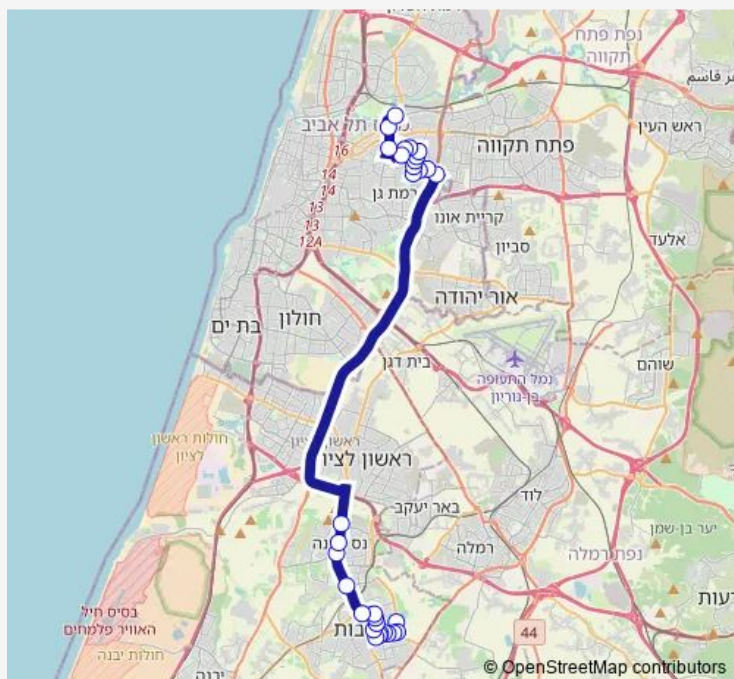 נפת פתח
תקווה
מרכז תל אביב
16
14
14
13
13
12A
פתח תקווה
ראש העין
רמת גן
קריית אונו
סביון
אלעד
אור יהודה
חולון
בת ים
בית דגן
נמל התעופה
בן-גוריון
שוהם
חולות ראשון
לציון
ראשון לציון
באר יעקב
לוד
רמלה
נפת רמלה
יער בן-שמן
בסיס חיל
האוויר פלמחים
חולות יבנה
יבנה
44
© OpenStreetMap contributors